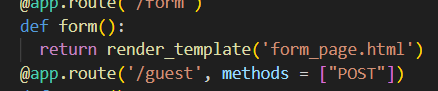 @app.route('/form')
def form():
    return render_template('form_page.html')
@app.route('/guest', methods = ["POST"])